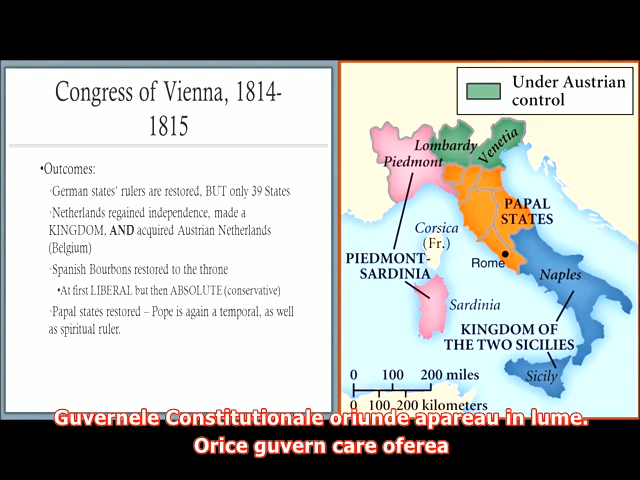 Congress of Vienna, 1814-
1815
•Outcomes:
•German states' rulers are restored, BUT only 39 States
•Netherlands regained independence, made a
KINGDOM, AND acquired Austrian Netherlands
(Belgium)
•Spanish Bourbons restored to the throne
•At first LIBERAL but then ABSOLUTE (conservative)
•Papal states restored – Pope is again a temporal, as well
as spiritual ruler.
Under Austrian
control
Lombardy
Venetia
Piedmont
PAPAL
STATES
Corsica
(Fr.)
PIEDMONT-
SARDINIA
Rome
Naples
Sardinia
KINGDOM OF
THE TWO SICILIES
Sicily
0 100 200 miles
0 100 200 kilometers
Guvernele Constitutionale oriunde apareau in lume.
Orice guvern care oferea